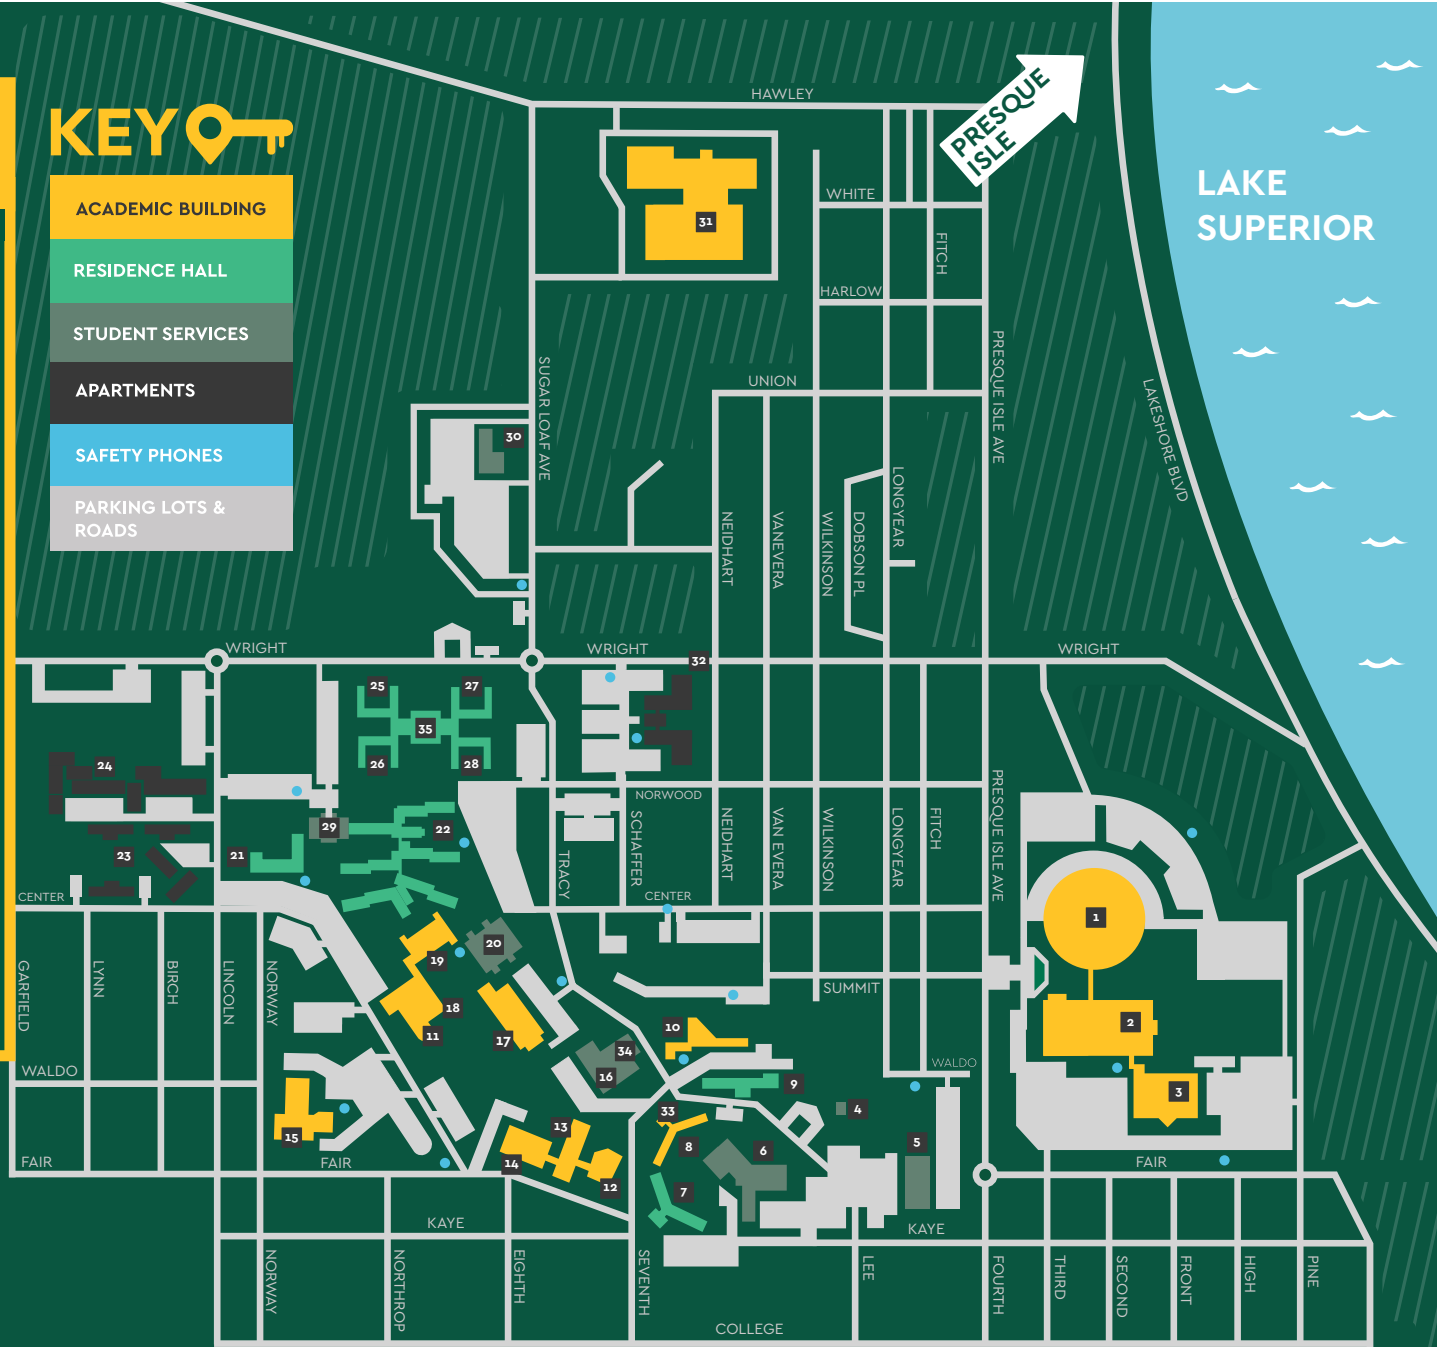 KEY
ACADEMIC BUILDING
RESIDENCE HALL
STUDENT SERVICES
APARTMENTS
SAFETY PHONES
PARKING LOTS &
ROADS
HAWLEY
PRESQUE
ISLE
LAKE
SUPERIOR
WHITE
31
FITCH
HARLOW
SUGAR LOAF AVE
PRESQUE ISLE AVE
UNION
LAKESHORE BLVD
30
LONGYEAR
NEIDHART
VANEVERA
WILKINSON
DOBSON PL
WRIGHT
WRIGHT
32
WRIGHT
25
27
35
26
28
24
NORWOOD
PRESQUE ISLE AVE
29
22
SCHAFFER
NEIDHART
VAN EVERA
WILKINSON
LONGYEAR
FITCH
23
21
TRACY
CENTER
CENTER
1
20
19
GARFIELD
LYNN
BIRCH
LINCOLN
NORWAY
SUMMIT
18
11
17
10
2
34
16
WALDO
WALDO
9
3
33
4
15
13
8
6
5
FAIR
FAIR
14
12
7
FAIR
KAYE
KAYE
NORWAY
NORTHROP
EIGHTH
SEVENTH
LEE
FOURTH
THIRD
SECOND
FRONT
HIGH
PINE
COLLEGE